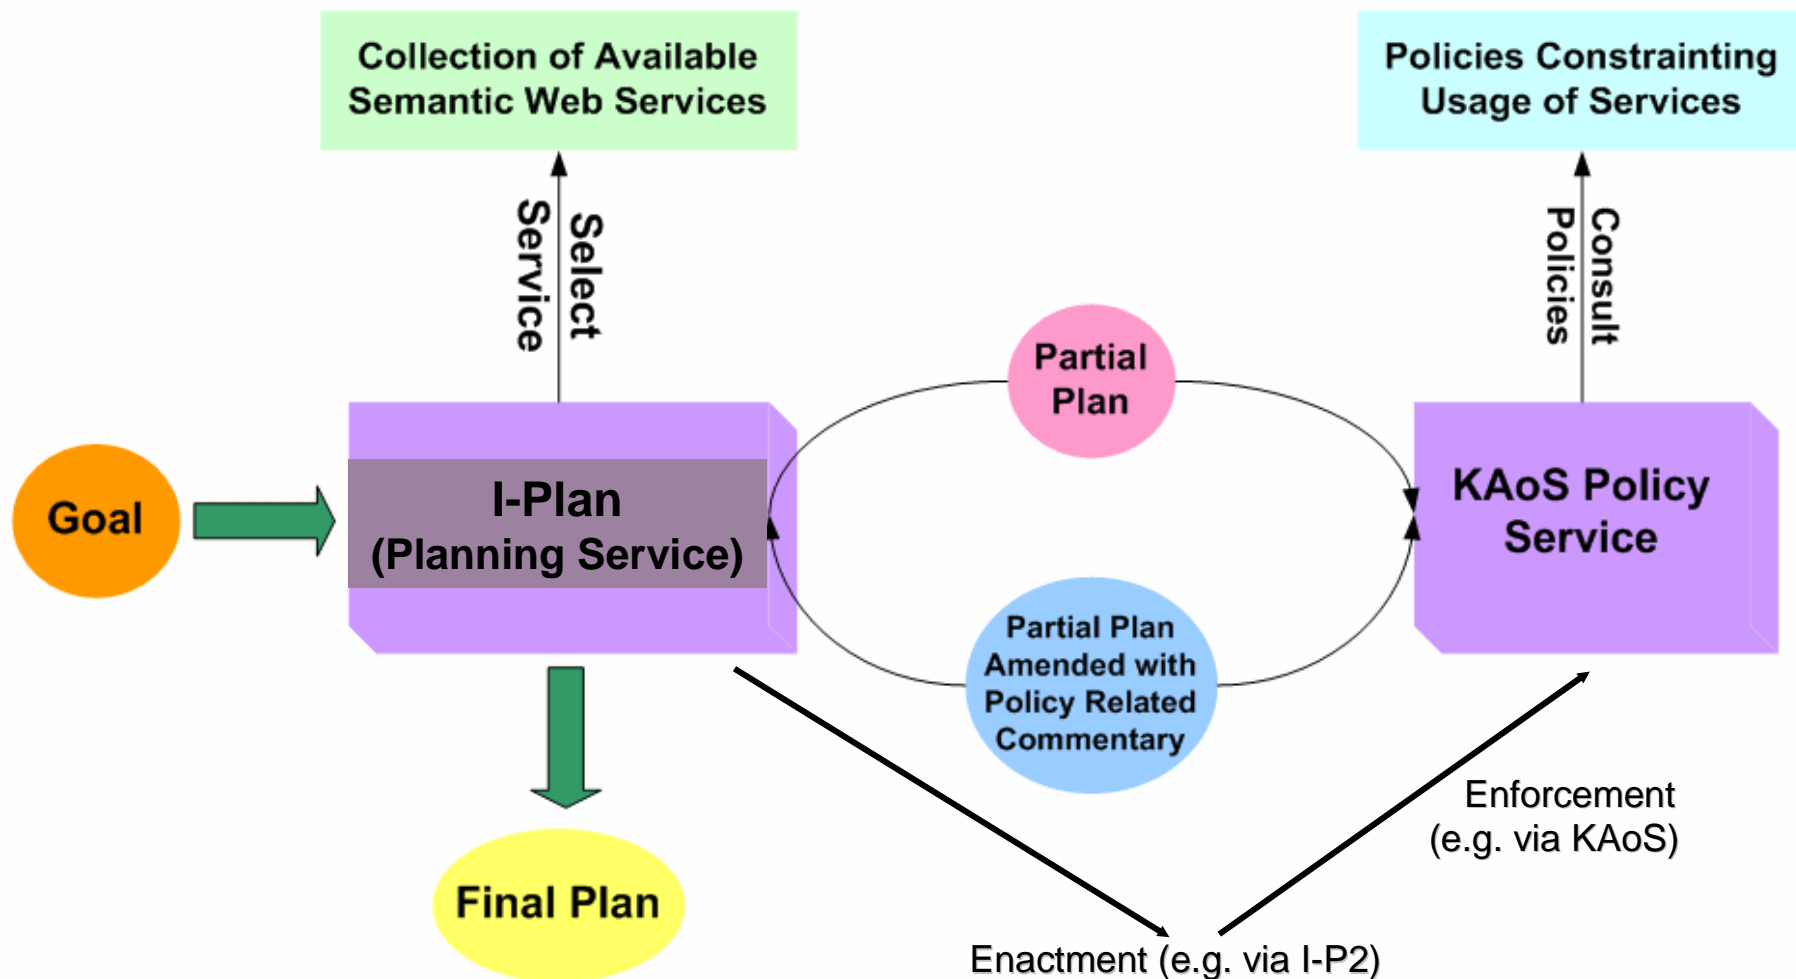 Collection of Available
Semantic Web Services
Policies Constrainting
Usage of Services
Select
Service
Consult
Policies
Partial
Plan
Goal
I-Plan
(Planning Service)
KAoS Policy
Service
Partial Plan
Amended with
Policy Related
Commentary
Enforcement
(e.g. via KAoS)
Final Plan
Enactment (e.g. via I-P2)